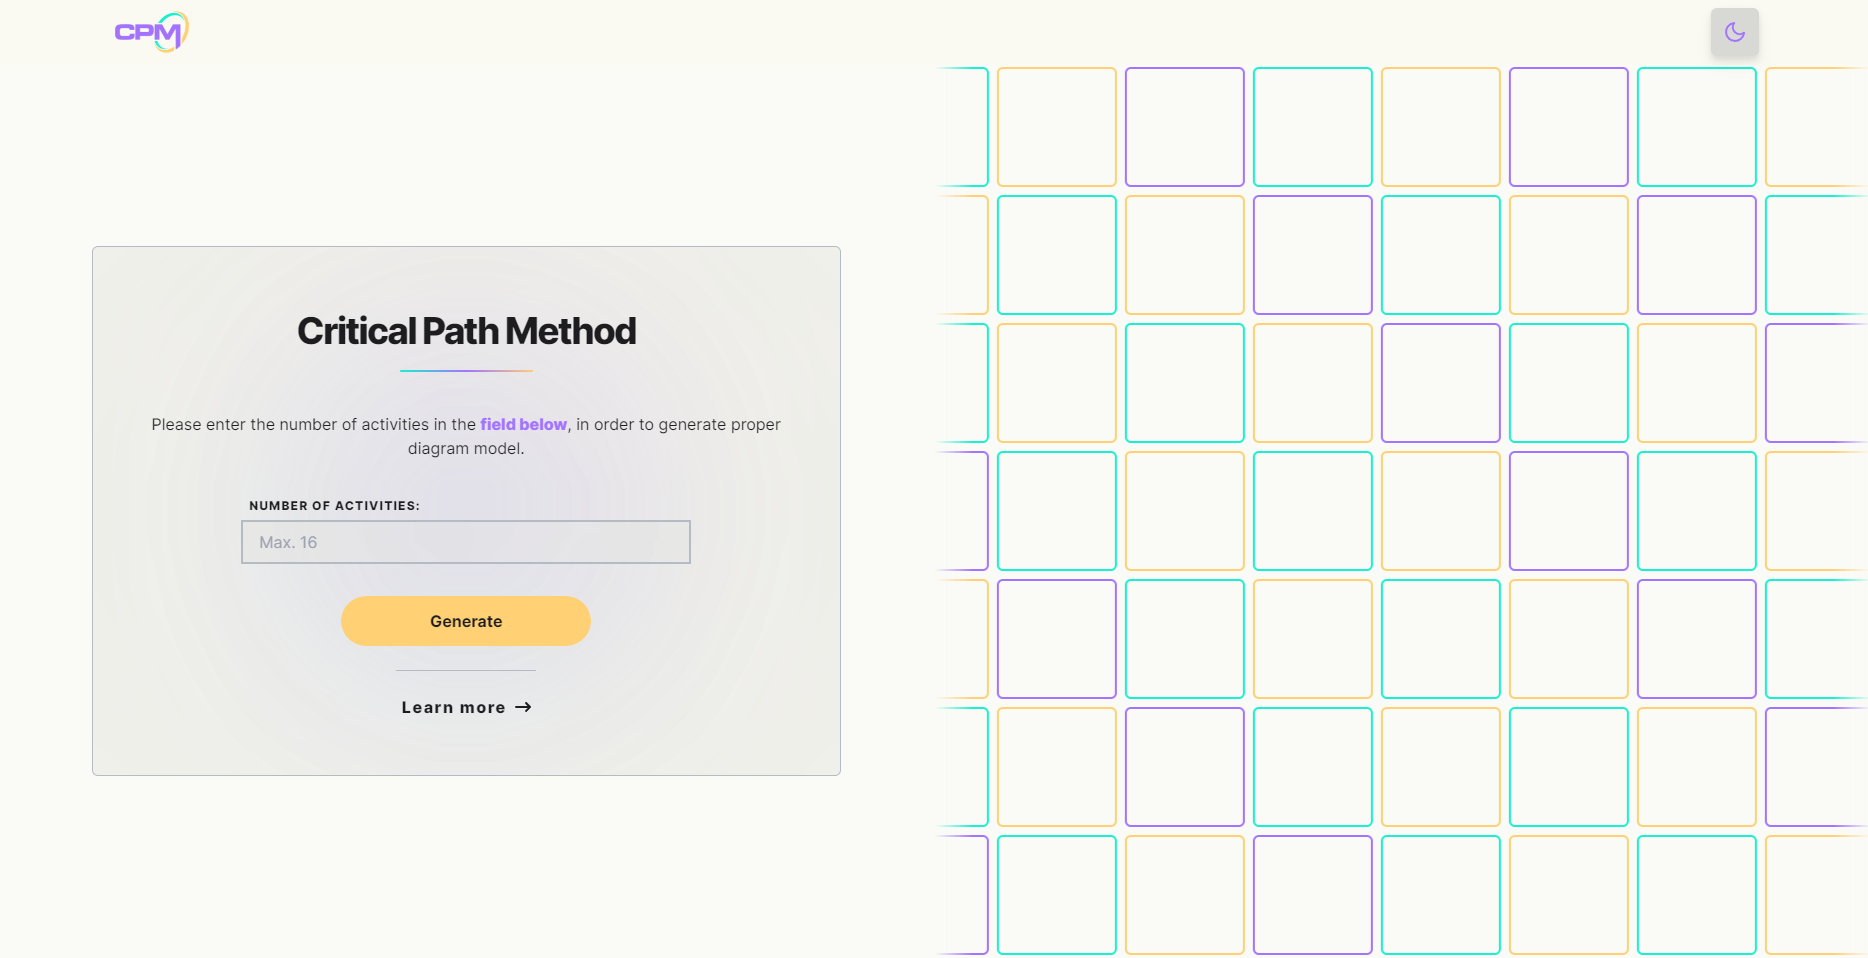 CPM
Critical Path Method
Please enter the number of activities in the field below, in order to generate proper
diagram model.
NUMBER OF ACTIVITIES:
Max. 16
Generate
Learn more →